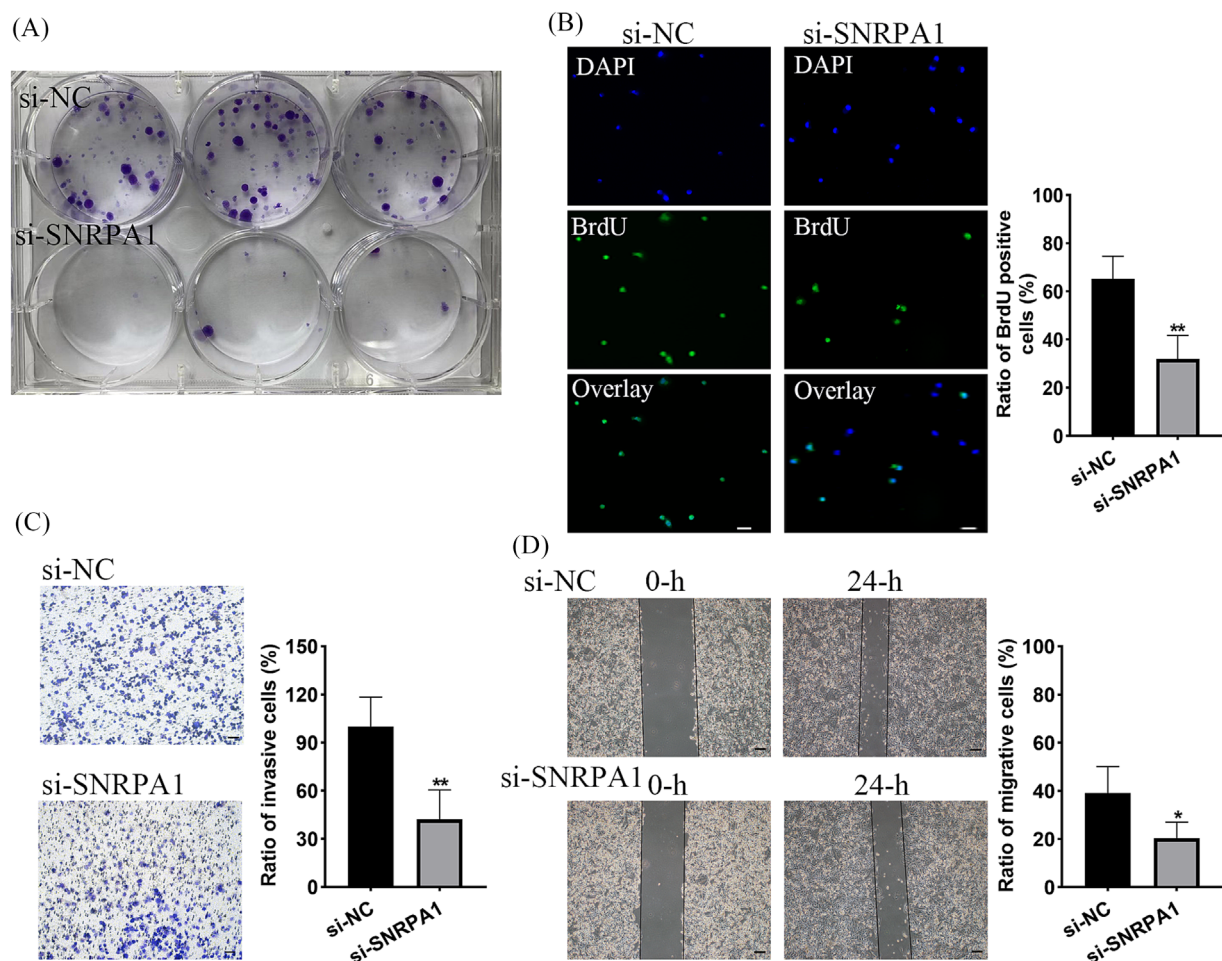 (A)
si-NC
si-SNRPA1
6
(B)
si-NC
si-SNRPA1
DAPI
DAPI
BrdU
BrdU
Overlay
Overlay
Ratio of BrdU positive
cells (%)
100
80
60
40
20
0
**
si-NC
si-SNRPA1
(C)
si-NC
si-SNRPA1
Ratio of invasive cells (%)
150
120
90
60
30
0
**
si-NC
si-SNRPA1
(D)
si-NC
0-h
24-h
si-SNRPA1
0-h
24-h
Ratio of migrative cells (%)
100
80
60
40
20
0
*
si-NC
si-SNRPA1